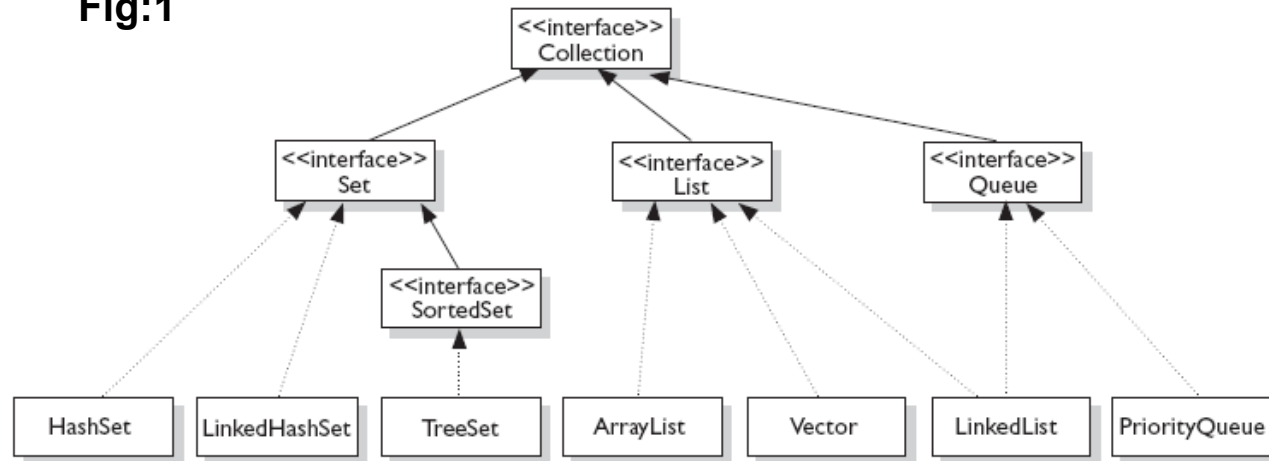 Fig:1
<<interface>>
Collection
<<interface>>
Set
<<interface>>
List
<<interface>>
Queue
<<interface>>
SortedSet
HashSet
LinkedHashSet
TreeSet
ArrayList
Vector
LinkedList
PriorityQueue